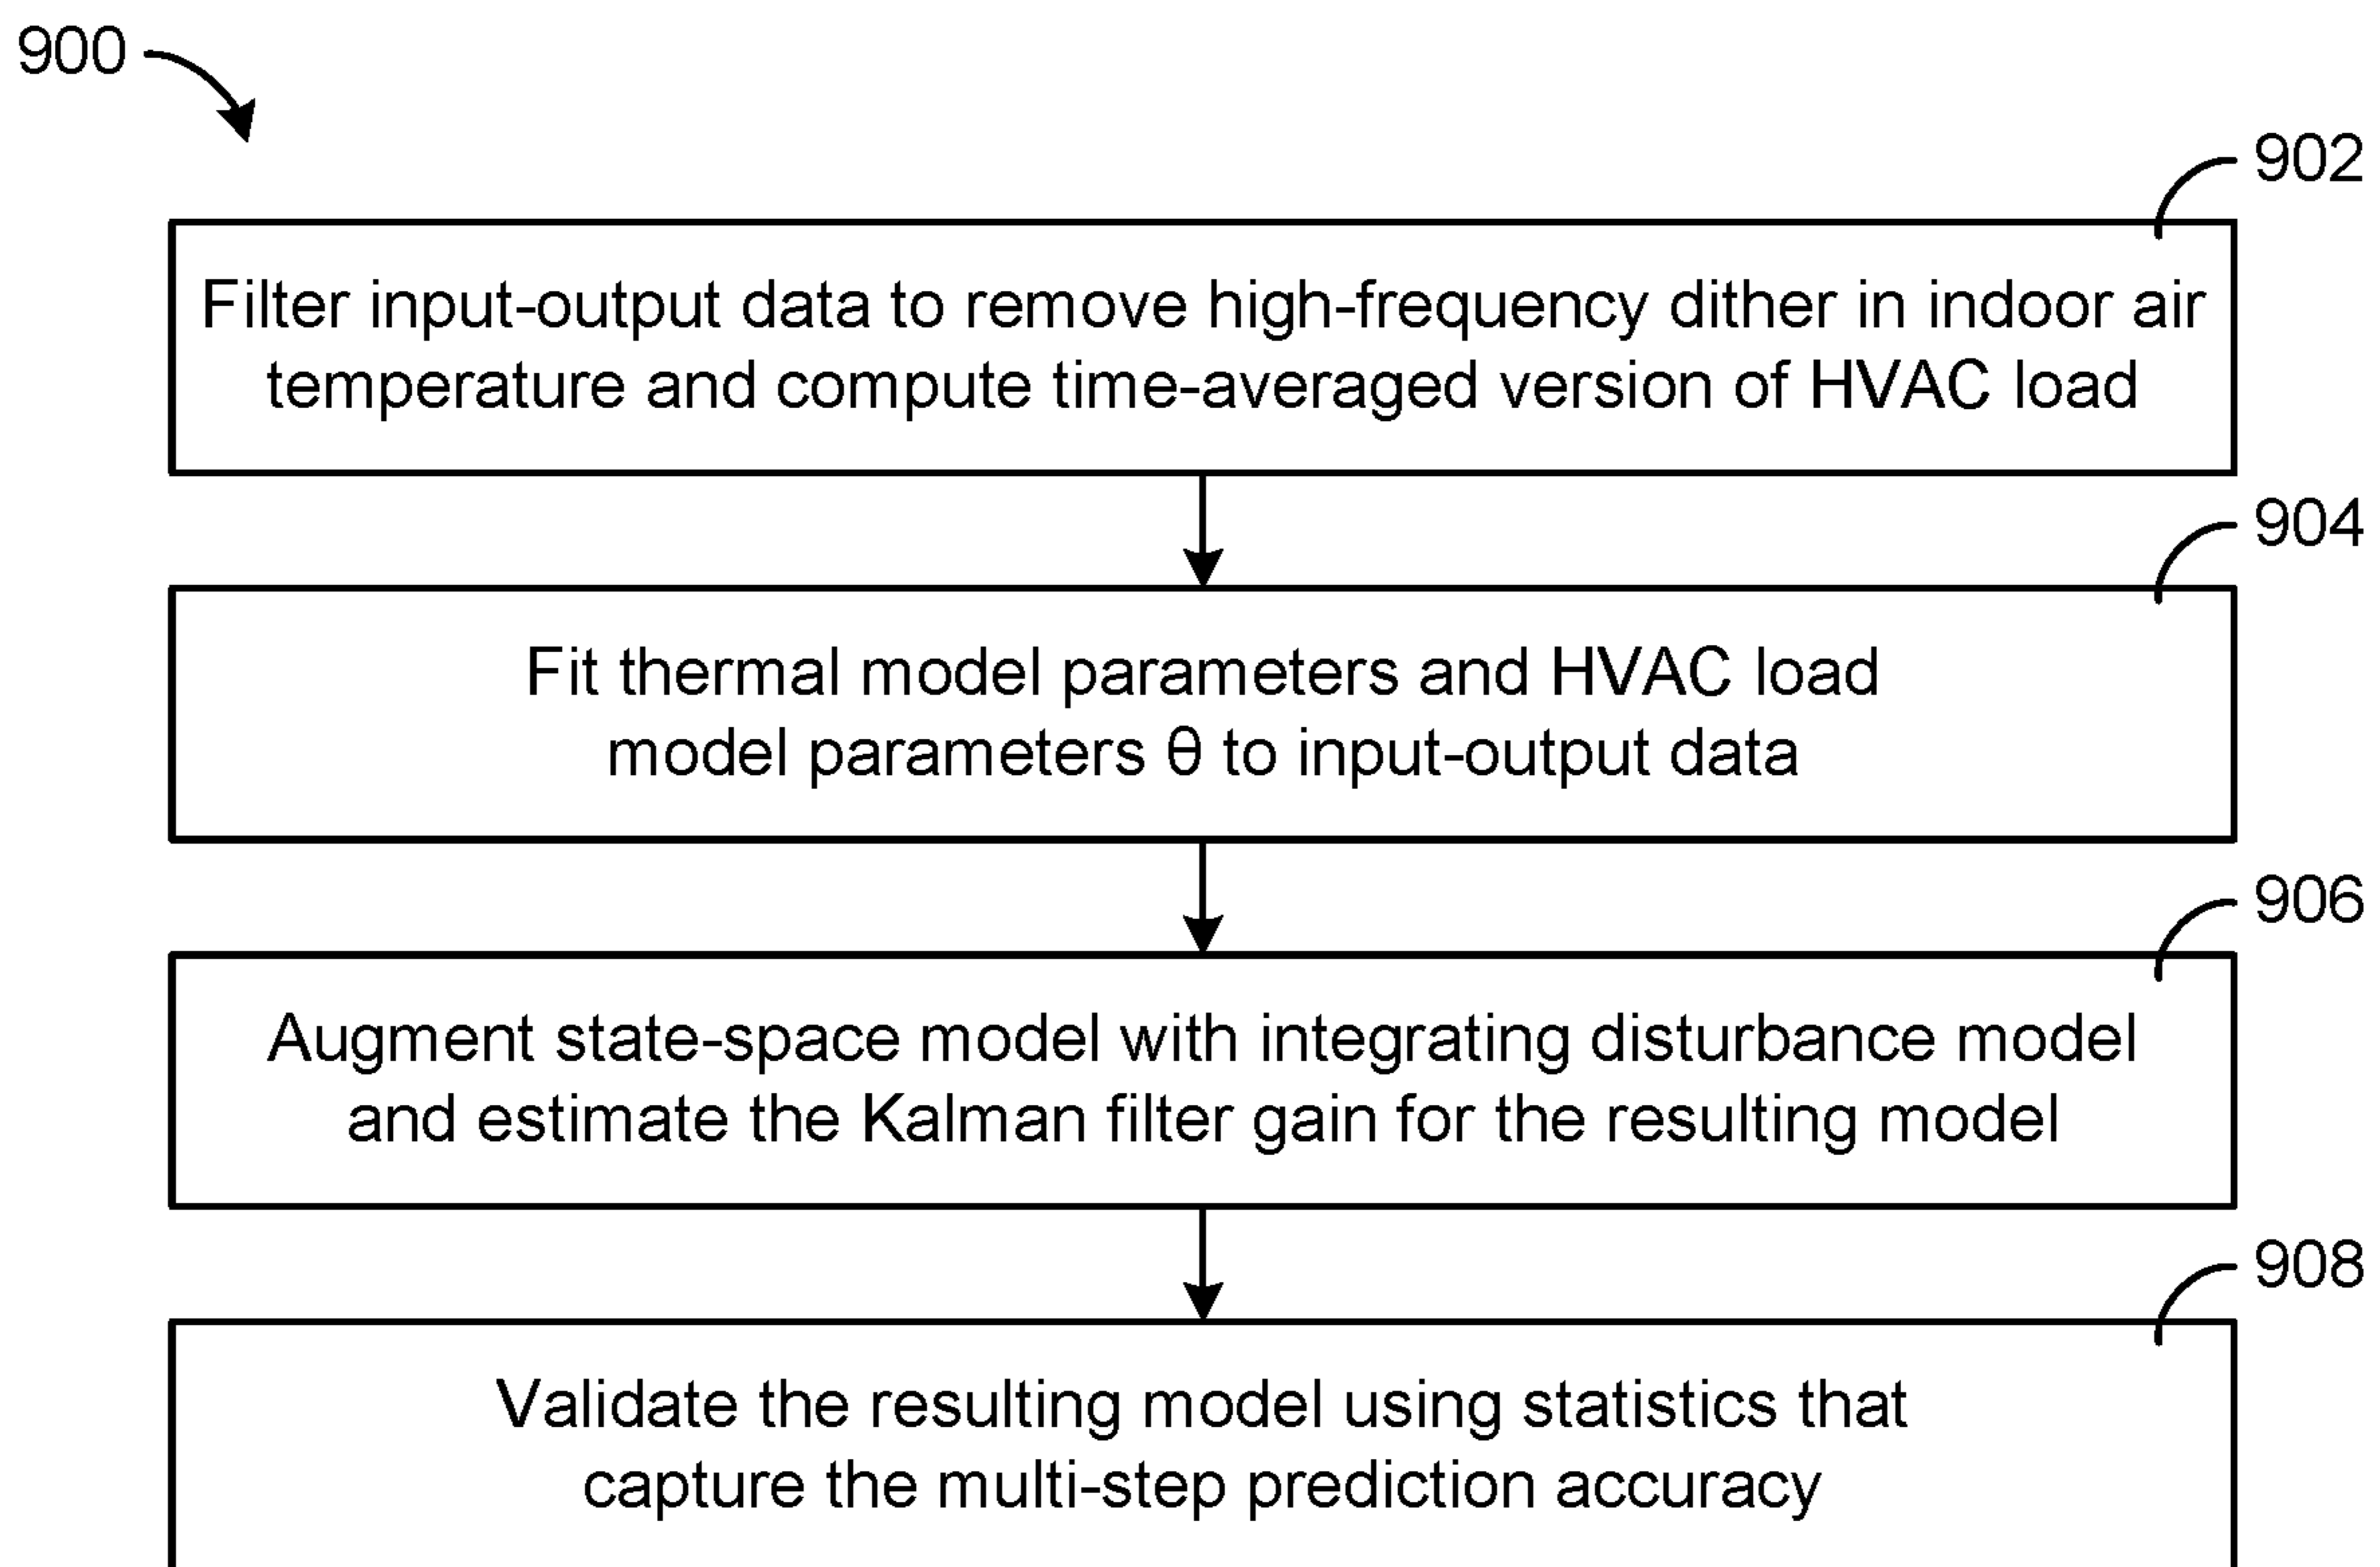 900
902
Filter input-output data to remove high-frequency dither in indoor air
temperature and compute time-averaged version of HVAC load
904
Fit thermal model parameters and HVAC load
model parameters θ to input-output data
906
Augment state-space model with integrating disturbance model
and estimate the Kalman filter gain for the resulting model
908
Validate the resulting model using statistics that
capture the multi-step prediction accuracy